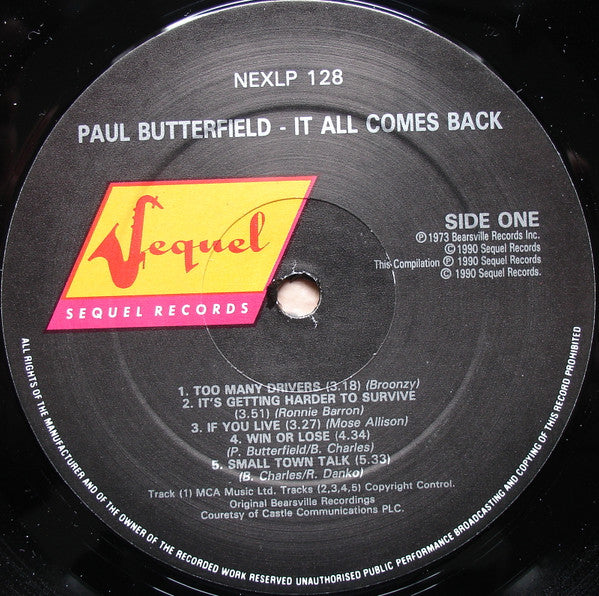 NEXLP 128
PAUL BUTTERFIELD - IT ALL COMES BACK
Sequel
SEQUEL RECORDS
SIDE ONE
Ⓟ 1973 Bearsville Records Inc.
© 1990 Sequel Records
This Compilation Ⓟ 1990 Sequel Records
© 1990 Sequel Records.
1. TOO MANY DRIVERS (3.18) (Broonzy)
2. IT'S GETTING HARDER TO SURVIVE
(3.51) (Ronnie Barron)
3. IF YOU LIVE (3.27) (Mose Allison)
4. WIN OR LOSE (4.34)
(P. Butterfield/B. Charles)
5. SMALL TOWN TALK (5.33)
(B. Charles/R. Danko)
Track (1) MCA Music Ltd. Tracks (2,3,4,5) Copyright Control.
Original Bearsville Recordings
Couretsy of Castle Communications PLC.
ALL RIGHTS OF THE MANUFACTURER AND OF THE OWNER OF THE RECORDED WORK RESERVED UNAUTHORISED PUBLIC PERFORMANCE BROADCASTING AND COPYING OF THIS RECORD PROHIBITED